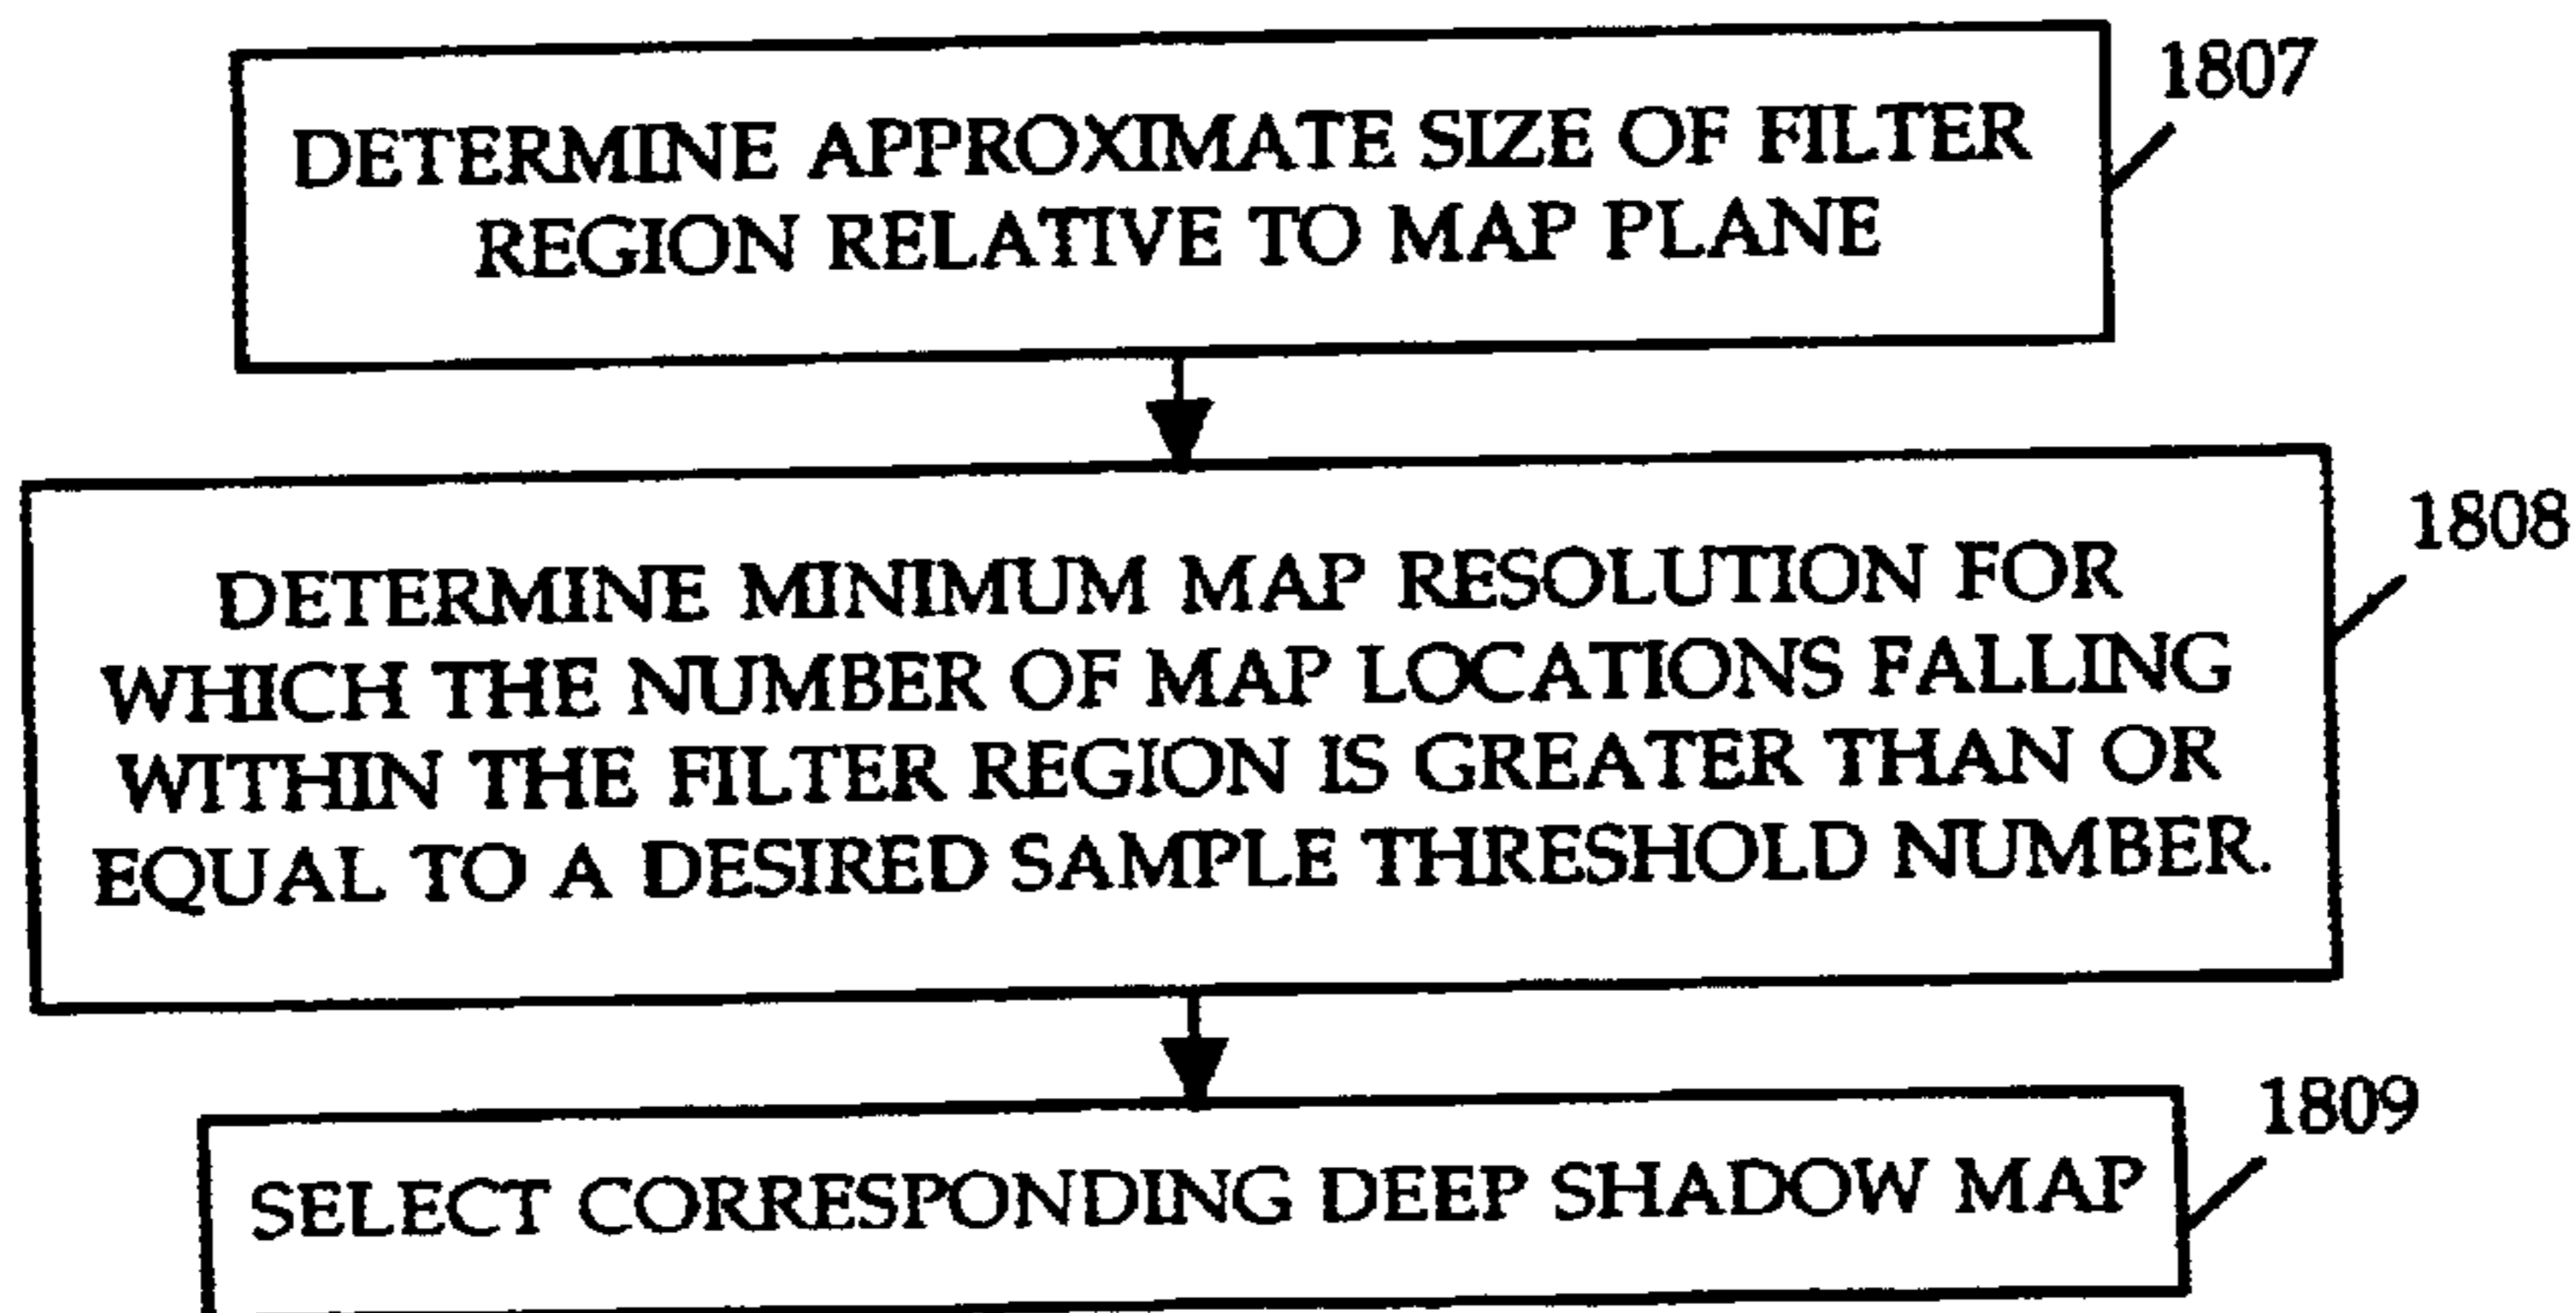 1807
DETERMINE APPROXIMATE SIZE OF FILTER
REGION RELATIVE TO MAP PLANE
1808
DETERMINE MINIMUM MAP RESOLUTION FOR
WHICH THE NUMBER OF MAP LOCATIONS FALLING
WITHIN THE FILTER REGION IS GREATER THAN OR
EQUAL TO A DESIRED SAMPLE THRESHOLD NUMBER.
1809
SELECT CORRESPONDING DEEP SHADOW MAP